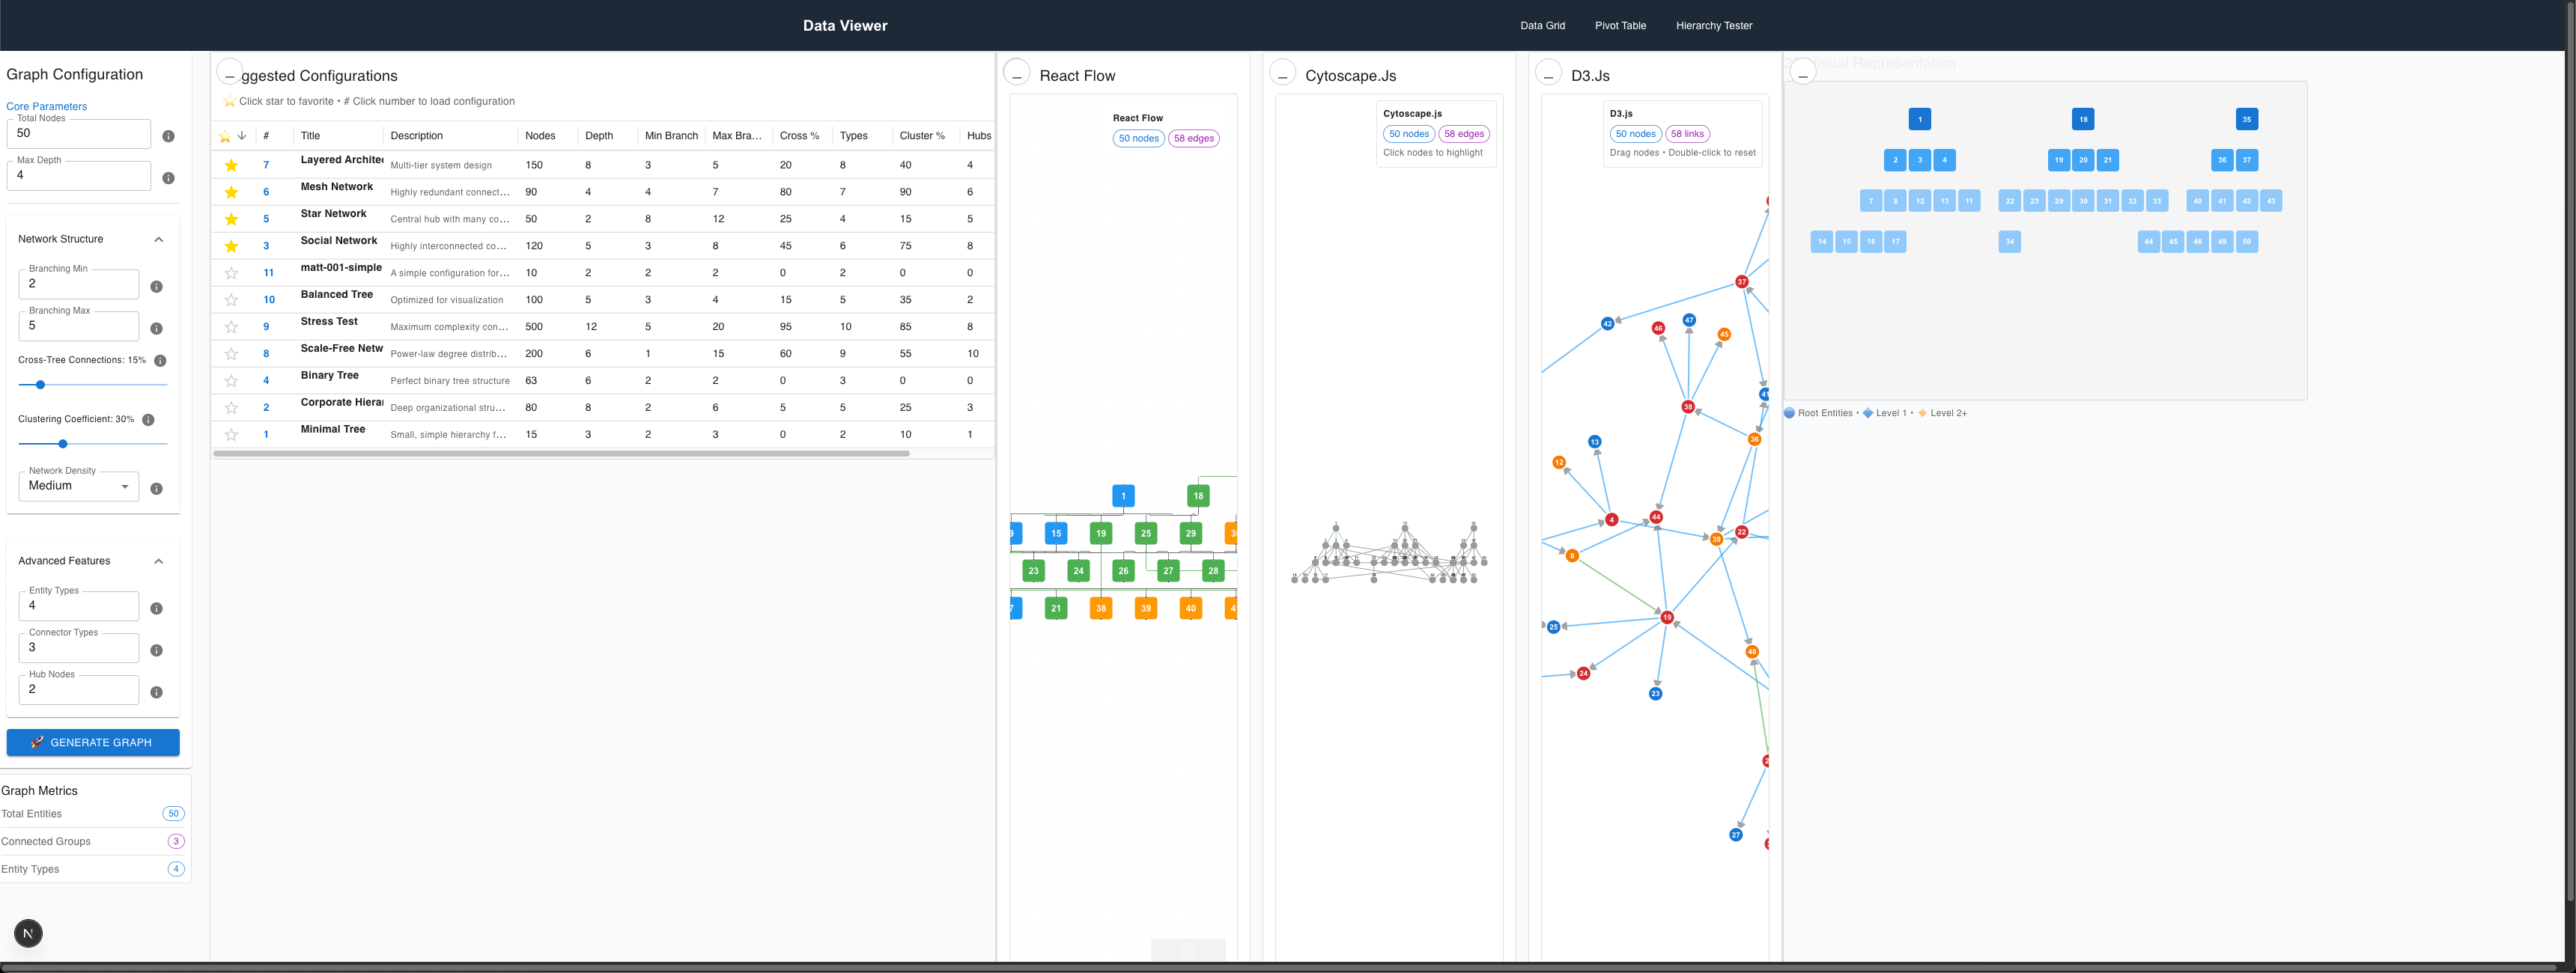 Data Viewer
Data Grid Pivot Table Hierarchy Tester
Graph Configuration
Core Parameters
Total Nodes
50
Max Depth
4
Network Structure
Branching Min
2
Branching Max
5
Cross-Tree Connections: 15%
Clustering Coefficient: 30%
Network Density
Medium
Advanced Features
Entity Types
4
Connector Types
3
Hub Nodes
2
GENERATE GRAPH
Graph Metrics
Total Entities 50
Connected Groups 3
Entity Types 4
N
ggested Configurations
Click star to favorite • # Click number to load configuration
# Title Description Nodes Depth Min Branch Max Bra... Cross % Types Cluster % Hubs
7 Layered Architec Multi-tier system design 150 8 3 5 20 8 40 4
6 Mesh Network Highly redundant connect... 90 4 4 7 80 7 90 6
5 Star Network Central hub with many co... 50 2 8 12 25 4 15 5
3 Social Network Highly interconnected co... 120 5 3 8 45 6 75 8
11 matt-001-simple A simple configuration for... 10 2 2 2 0 2 0 0
10 Balanced Tree Optimized for visualization 100 5 3 4 15 5 35 2
9 Stress Test Maximum complexity con... 500 12 5 20 95 10 85 8
8 Scale-Free Netw Power-law degree distrib... 200 6 1 15 60 9 55 10
4 Binary Tree Perfect binary tree structure 63 6 2 2 0 3 0 0
2 Corporate Hierar Deep organizational stru... 80 8 2 6 5 5 25 3
1 Minimal Tree Small, simple hierarchy f... 15 3 2 3 0 2 10 1
React Flow
React Flow
50 nodes 58 edges
1 18
9 15 19 25 29
23 24 26 27 28
7 21 38 39 40
Cytoscape.Js
Cytoscape.js
50 nodes 58 edges
Click nodes to highlight
D3.Js
D3.js
50 nodes 58 links
Drag nodes • Double-click to reset
37
42
46
47
45
38
36
13
12
4
44
39
22
8
19
25
24
23
48
27
isual Representation
1 18 35
2 3 4 19 20 21 36 37
7 8 12 13 11 22 23 29 30 31 32 33 40 41 42 43
14 15 16 17 34 44 45 48 49 50
Root Entities • Level 1 • Level 2+